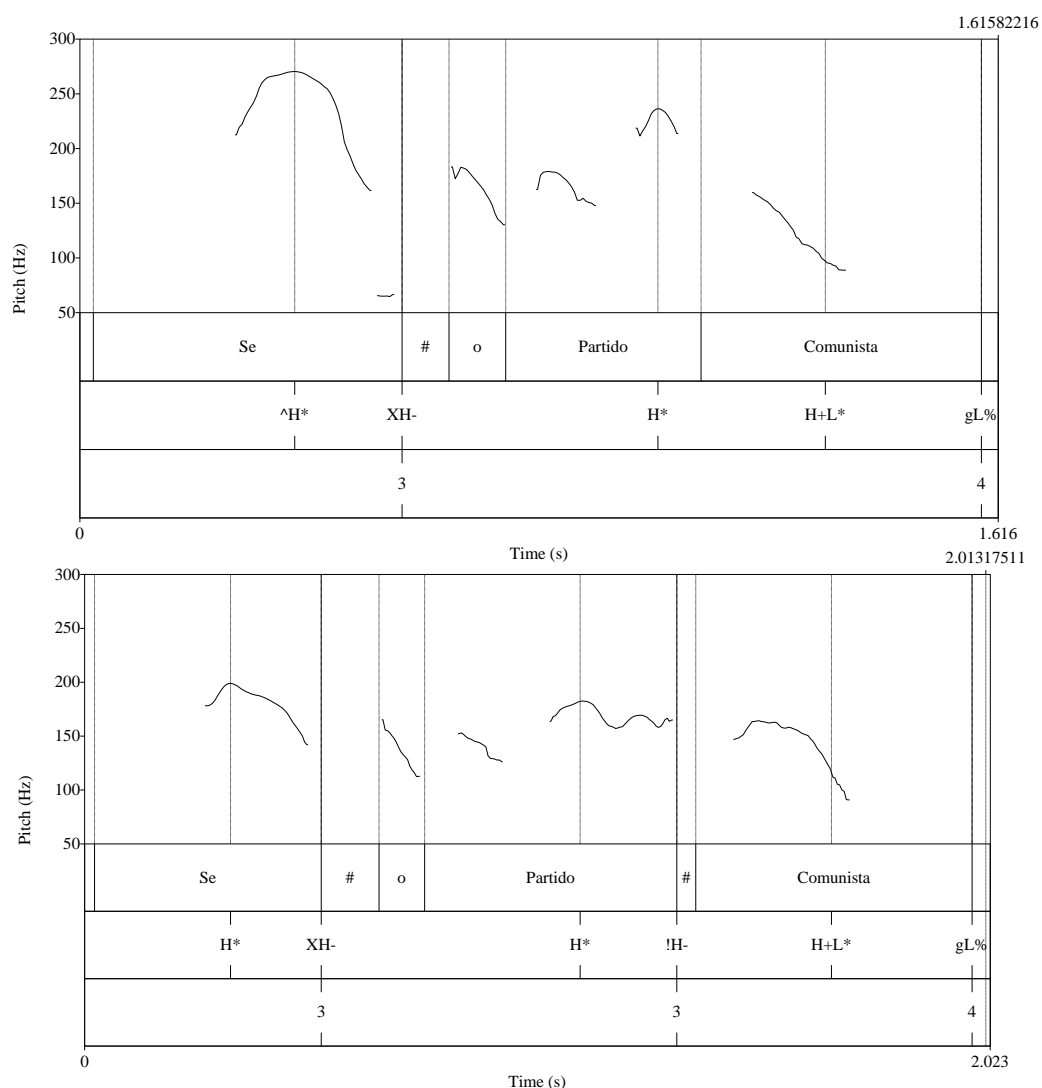 1.61582216
300
250
200
150
100
50
Pitch (Hz)
Se # o Partido Comunista
^H* XH- H* H+L* gL%
3 4
0 1.616
Time (s)
2.01317511
300
250
200
150
100
50
Pitch (Hz)
Se # o Partido # Comunista
H* XH- H* !H- H+L* gL%
3 3 4
0 2.023
Time (s)